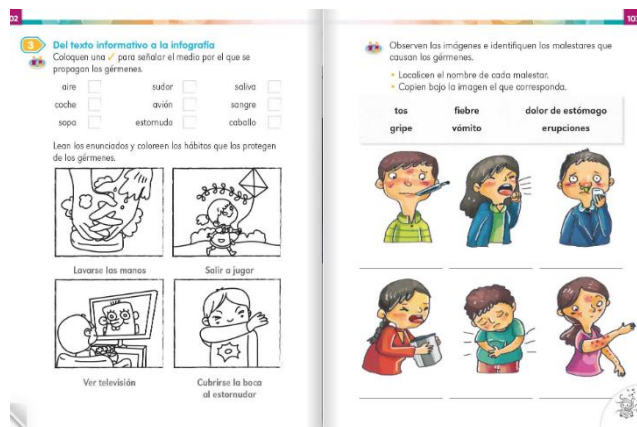 02
3 Del texto informativo a la infografía
Coloquen una ✓ para señalar el medio por el que se
propagan los gérmenes.
aire sudor saliva
coche avión sangre
sopa estornudo caballo
Lean los enunciados y coloreen los hábitos que los protegen
de los gérmenes.
Lavarse las manos Salir a jugar
Ver televisión Cubrirse la boca
al estornudar
103
Observen las imágenes e identifiquen los malestares que
causan los gérmenes.
• Localicen el nombre de cada malestar.
• Copien bajo la imagen el que corresponda.
tos fiebre dolor de estómago
gripe vómito erupciones